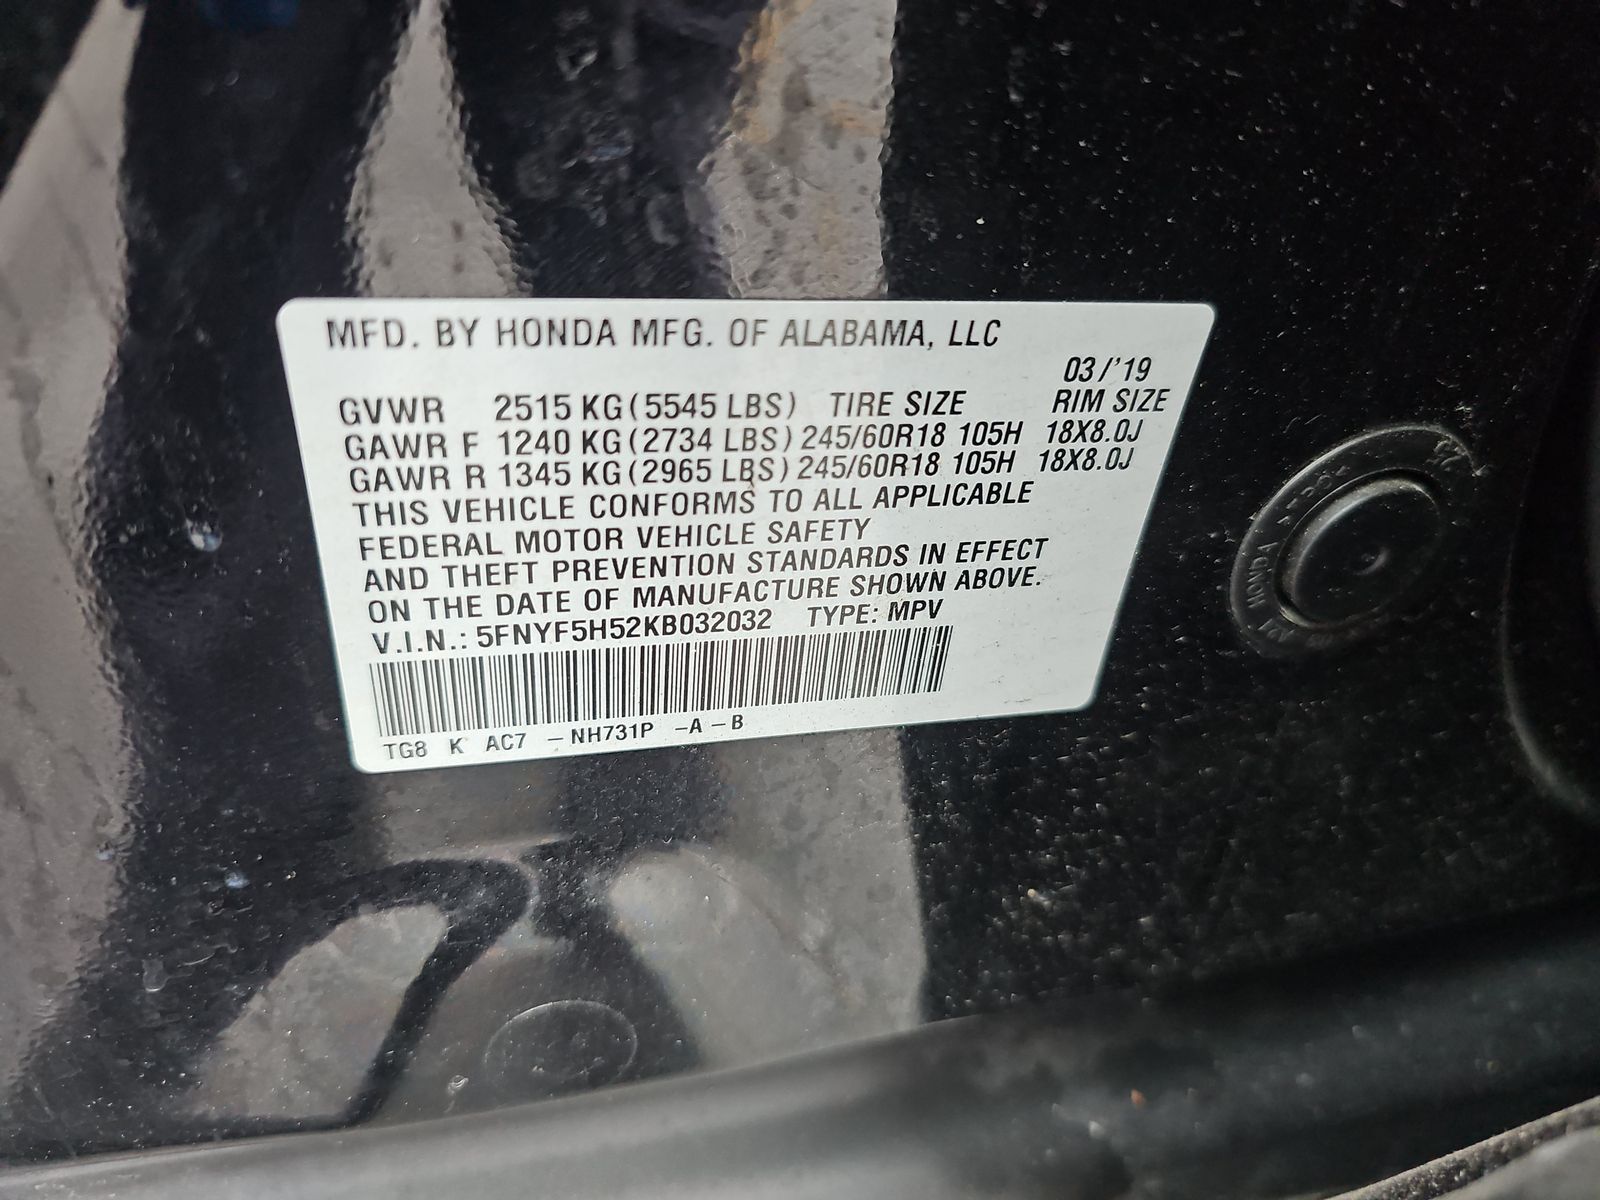 MFD. BY HONDA MFG. OF ALABAMA, LLC
03/'19
GVWR 2515 KG (5545 LBS) TIRE SIZE RIM SIZE
GAWR F 1240 KG (2734 LBS) 245/60R18 105H 18X8.0J
GAWR R 1345 KG (2965 LBS) 245/60R18 105H 18X8.0J
THIS VEHICLE CONFORMS TO ALL APPLICABLE
FEDERAL MOTOR VEHICLE SAFETY
AND THEFT PREVENTION STANDARDS IN EFFECT
ON THE DATE OF MANUFACTURE SHOWN ABOVE.
V.I.N.: 5FNYF5H52KB032032 TYPE: MPV
TG8 K AC7 –NH731P –A–B
HONDA